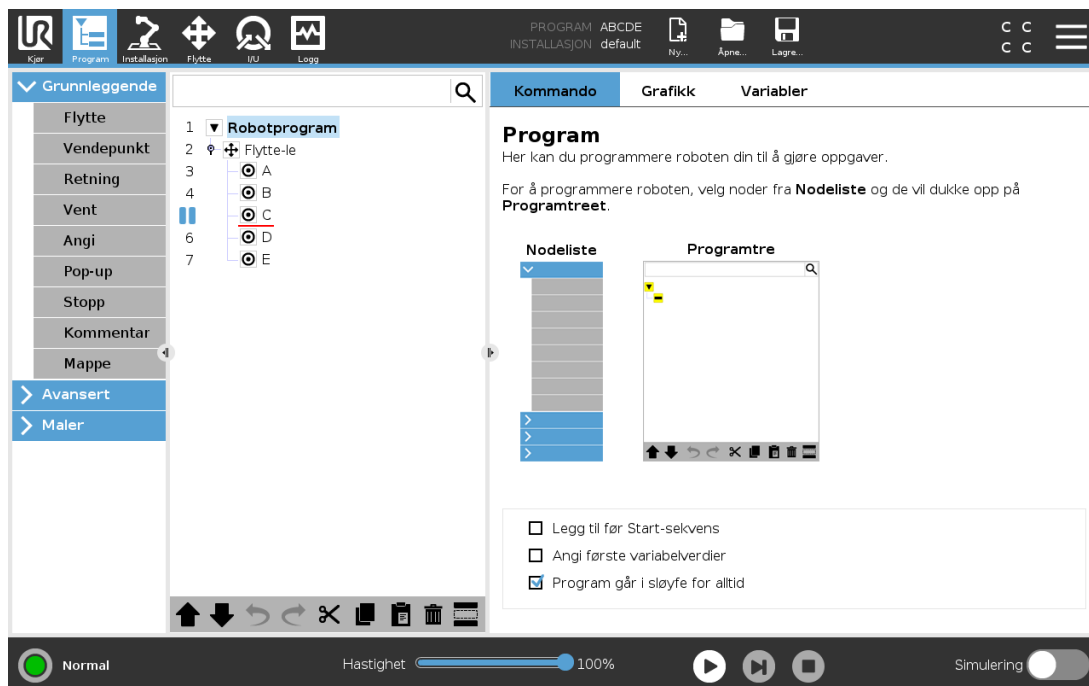 UR
Kjør
Program
Installasjon
Flytte
I/U
Logg
PROGRAM ABCDE
INSTALLASJON default
Ny...
Åpne...
Lagre...
C C
C C
Grunnleggende
Flytte
Vendepunkt
Retning
Vent
Angi
Pop-up
Stopp
Kommentar
Mappe
Avansert
Maler
1 Robotprogram
2 Flytte-le
3 A
4 B
C
6 D
7 E
Kommando Grafikk Variabler
Program
Her kan du programmere roboten din til å gjøre oppgaver.
For å programmere roboten, velg noder fra Nodeliste og de vil dukke opp på
Programtreet.
Nodeliste Programtre
Legg til før Start-sekvens
Angi første variabelverdier
Program går i sløyfe for alltid
Normal
Hastighet 100%
Simulering